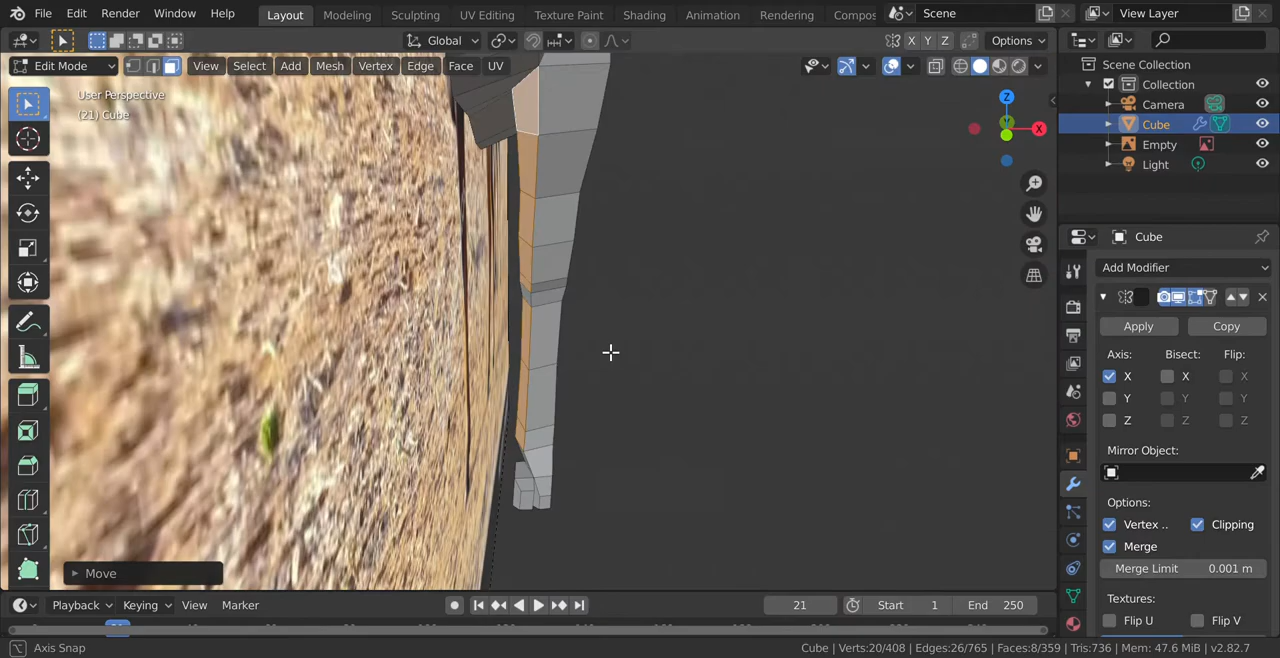 File Edit Render Window Help Layout Modeling Sculpting UV Editing Texture Paint Shading Animation Rendering Compos Scene View Layer
Global X Y Z Options
Edit Mode View Select Add Mesh Vertex Edge Face UV
User Perspective
(21) Cube
Z
X
Y
Scene Collection
Collection
Camera
Cube
Empty
Light
Cube
Add Modifier
Apply Copy
Axis: Bisect: Flip:
X X X
Y Y Y
Z Z Z
Mirror Object:
Options:
Vertex .. Clipping
Merge
Merge Limit 0.001 m
Textures:
Flip U Flip V
Move
Playback Keying View Marker 21 Start 1 End 250
Axis Snap Cube | Verts:20/408 | Edges:26/765 | Faces:8/359 | Tris:736 | Mem: 47.6 MiB | v2.82.7